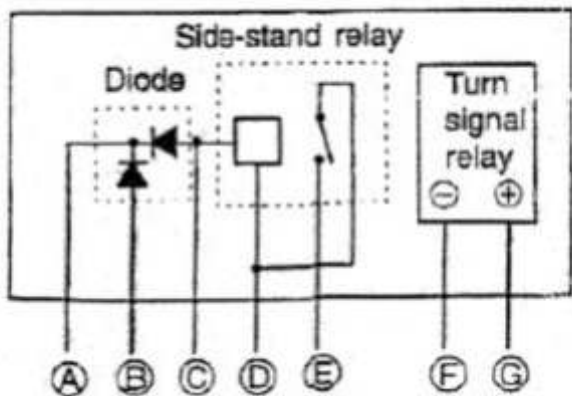 Side-stand relay
Diode
Turn
signal
relay
− +
A B C D E F G